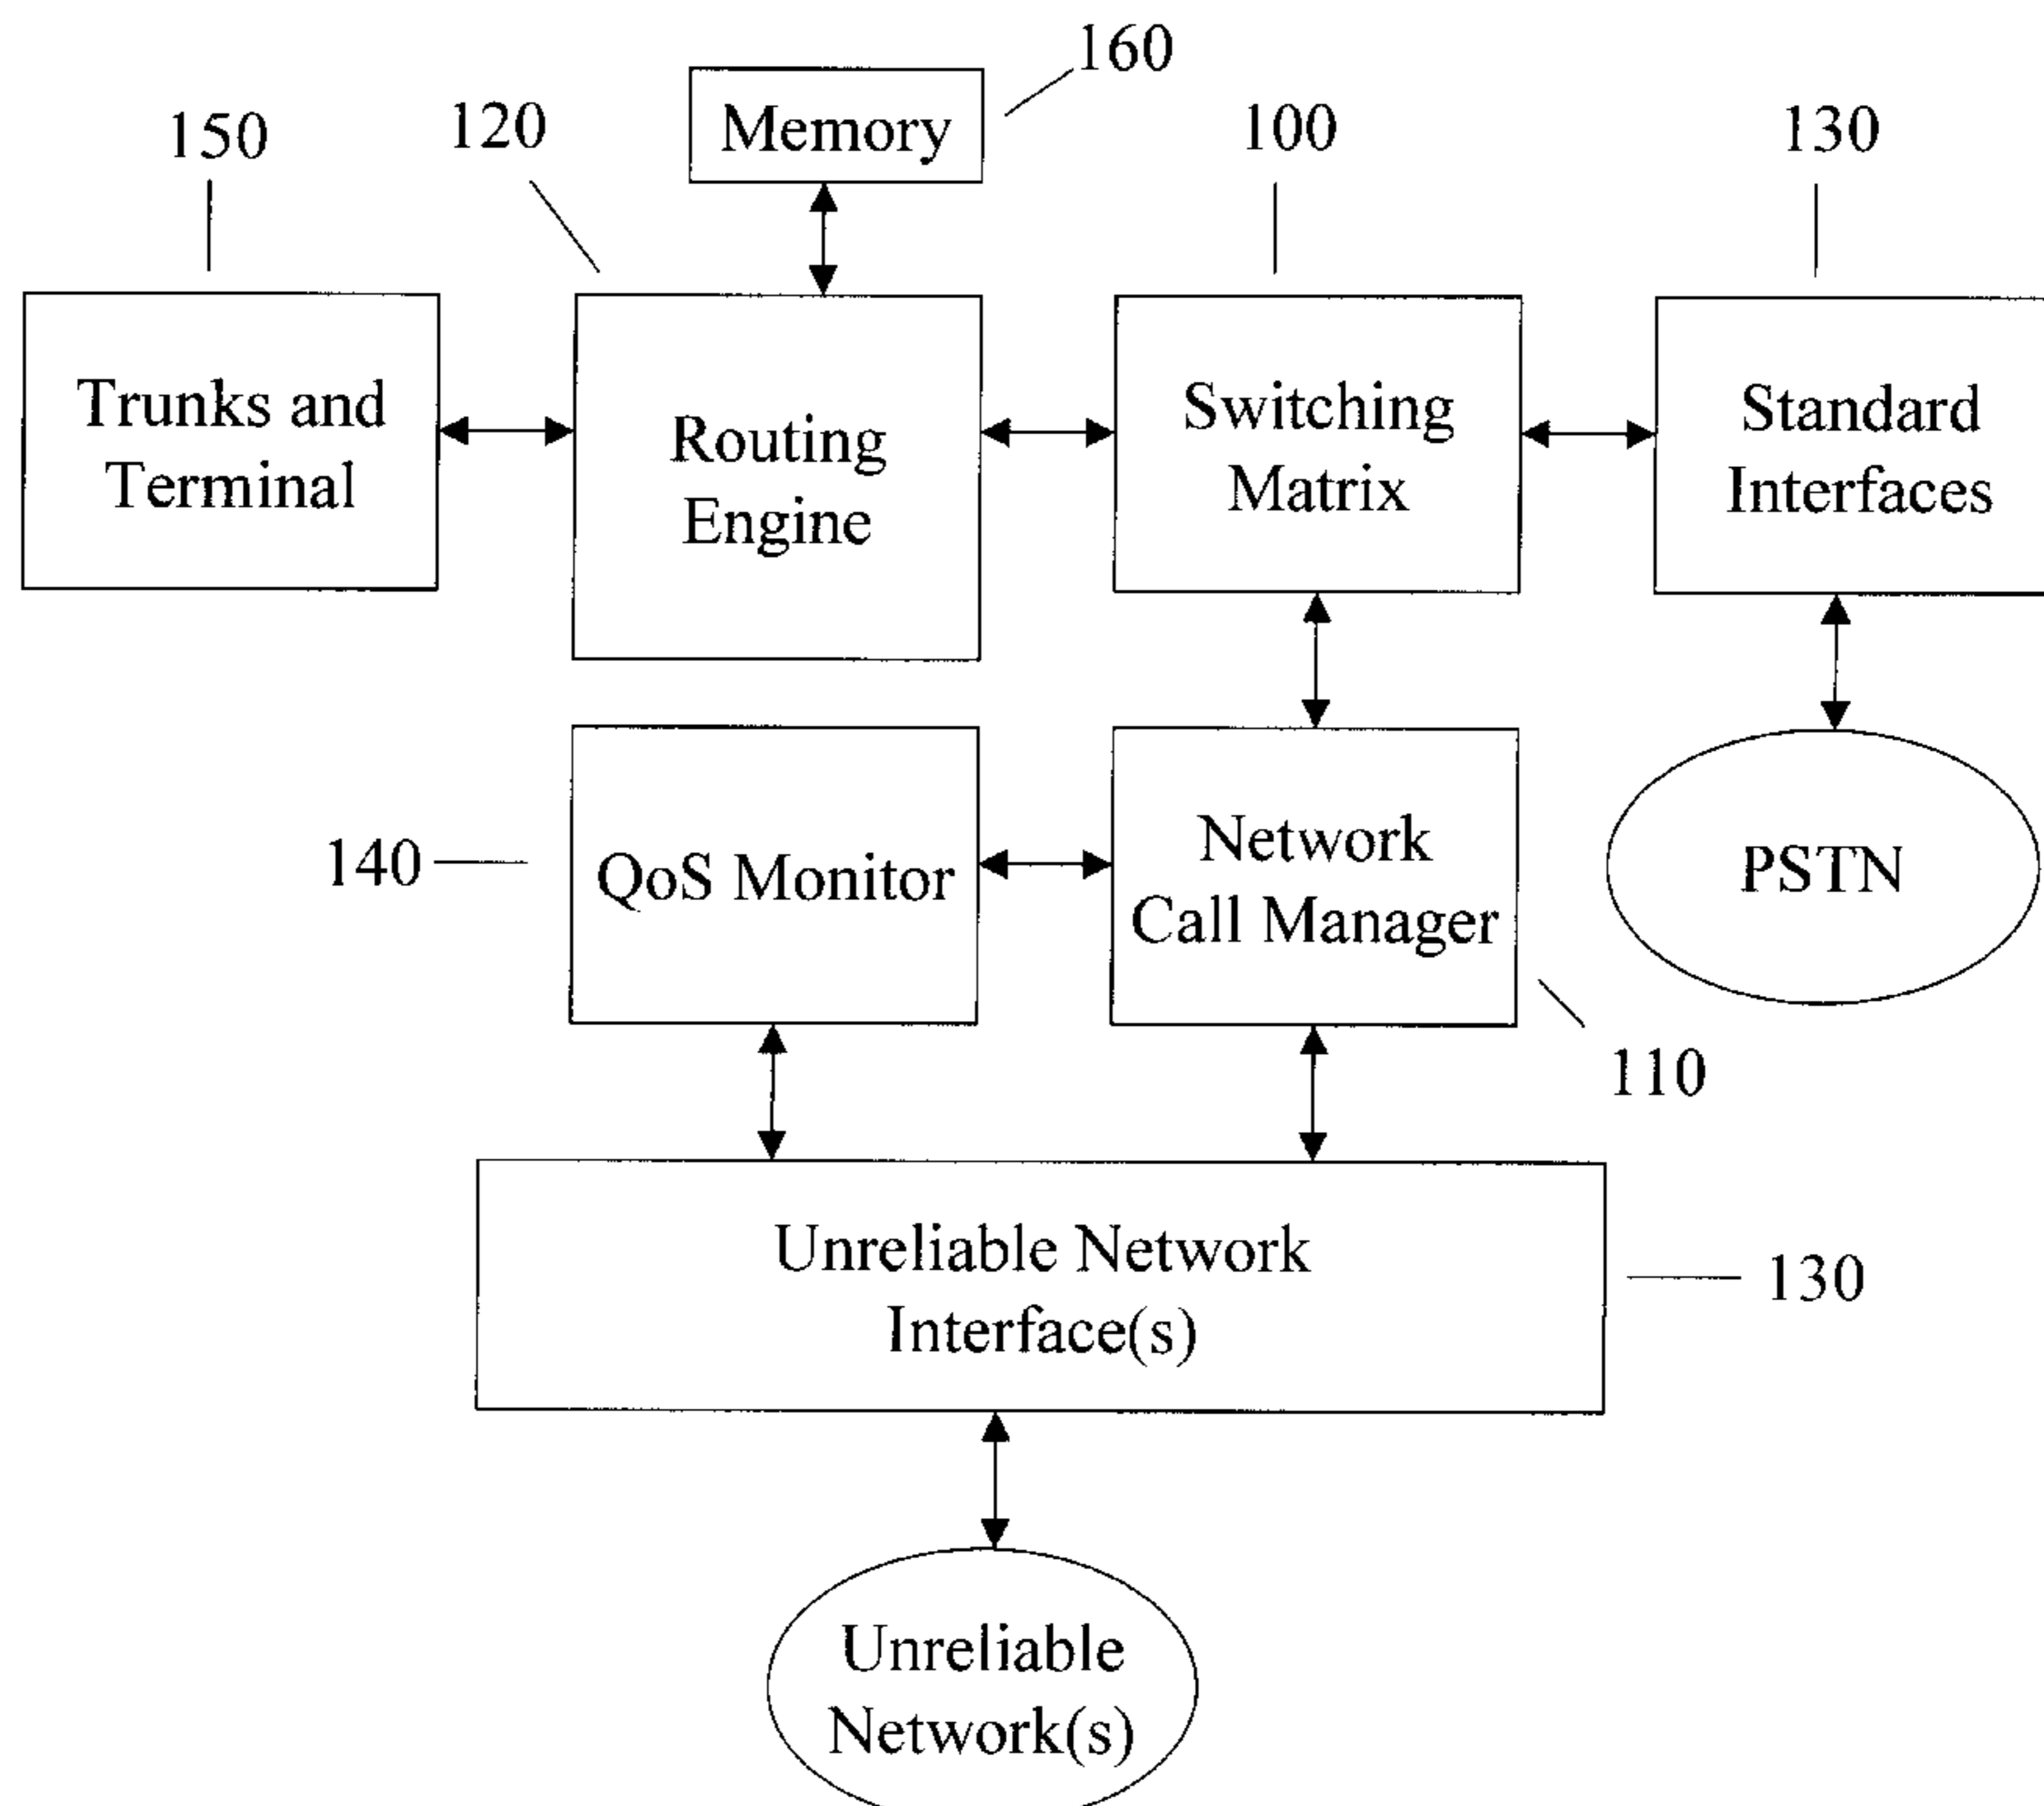 160
150
120
Memory
100
130
Trunks and
Terminal
Routing
Engine
Switching
Matrix
Standard
Interfaces
140
QoS Monitor
Network
Call Manager
PSTN
110
Unreliable Network
Interface(s)
130
Unreliable
Network(s)